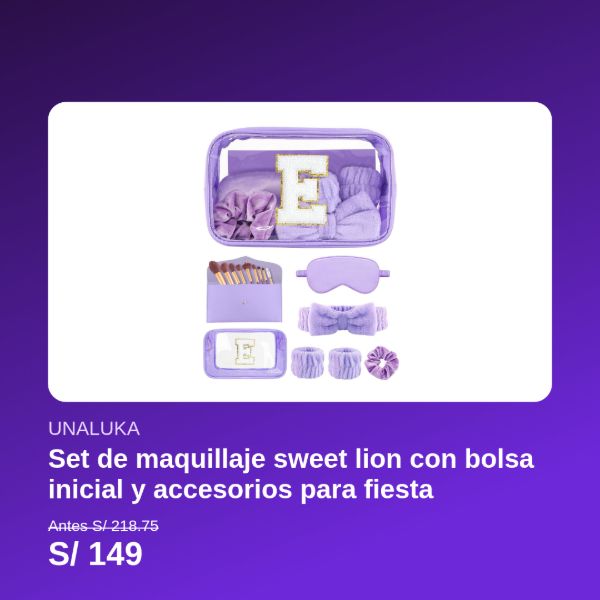 E
E
UNALUKA
Set de maquillaje sweet lion con bolsa
inicial y accesorios para fiesta
Antes S/ 218.75
S/ 149